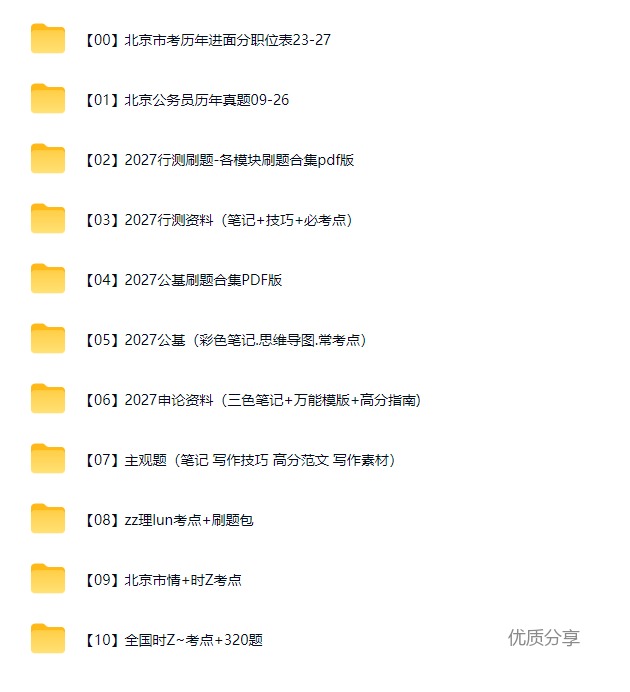 【00】北京市考历年进面分职位表23-27
【01】北京公务员历年真题09-26
【02】2027行测刷题-各模块刷题合集pdf版
【03】2027行测资料（笔记+技巧+必考点）
【04】2027公基刷题合集PDF版
【05】2027公基（彩色笔记.思维导图.常考点）
【06】2027申论资料（三色笔记+万能模版+高分指南)
【07】主观题（笔记 写作技巧 高分范文 写作素材）
【08】zz理lun考点+刷题包
【09】北京市情+时Z考点
【10】全国时Z~考点+320题
优质分享